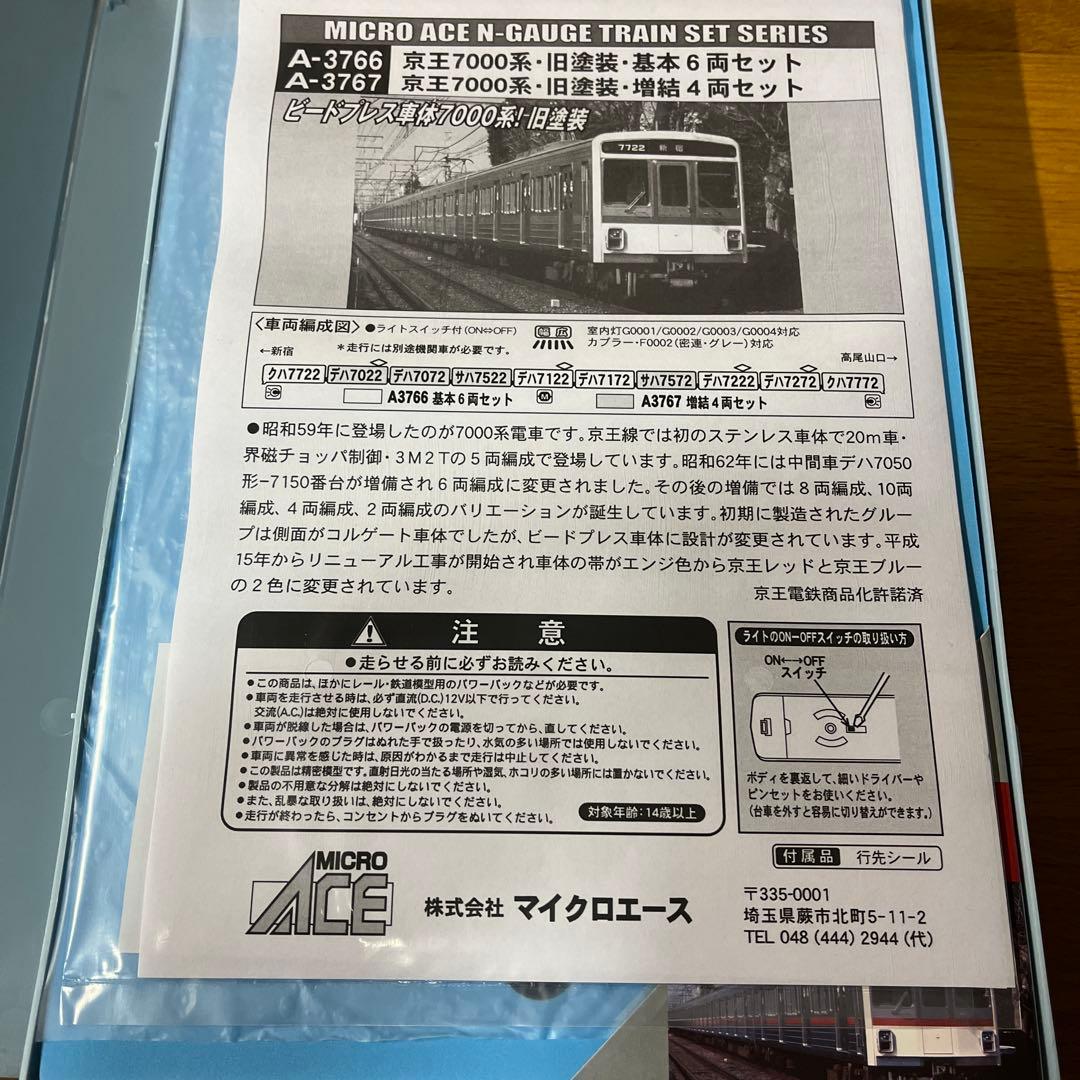 MICRO ACE N-GAUGE TRAIN SET SERIES
A-3766 京王7000系・旧塗装・基本6両セット
A-3767 京王7000系・旧塗装・増結4両セット
ビードプレス車体7000系!旧塗装
7722 新宿
〈車両編成図〉 ●ライトスイッチ付(ON⇔OFF)
室内灯G0001/G0002/G0003/G0004対応
カプラー・F0002(密連・グレー)対応
*走行には別途機関車が必要です。
←新宿
高尾山口→
クハ7722 デハ7022 デハ7072 サハ7522 デハ7122 デハ7172 サハ7572 デハ7222 デハ7272 クハ7772
A3766 基本6両セット M A3767 増結4両セット
●昭和59年に登場したのが7000系電車です。京王線では初のステンレス車体で20m車・
界磁チョッパ制御・3M2Tの5両編成で登場しています。昭和62年には中間車デハ7050
形-7150番台が増備され6両編成に変更されました。その後の増備では8両編成、10両
編成、4両編成、2両編成のバリエーションが誕生しています。初期に製造されたグルー
プは側面がコルゲート車体でしたが、ビードプレス車体に設計が変更されています。平成
15年からリニューアル工事が開始され車体の帯がエンジ色から京王レッドと京王ブルー
の2色に変更されています。
京王電鉄商品化許諾済
注意
●走らせる前に必ずお読みください。
●この商品は、ほかにレール・鉄道模型用のパワーパックなどが必要です。
●車両を走行させる時は、必ず直流(D.C.)12V以下で行ってください。
交流(A.C.)は絶対に使用しないでください。
●車両が脱線した場合は、パワーパックの電源を切ってから、直してください。
●パワーパックのプラグはぬれた手で扱ったり、水気の多い場所では使用しないでください。
●車両に異常を感じた時は、原因がわかるまで走行は中止してください。
●この製品は精密模型です。直射日光の当たる場所や湿気、ホコリの多い場所には置かないでください。
●製品の不用意な分解は絶対にしないでください。
●また、乱暴な取り扱いは、絶対にしないでください。
●走行が終わったら、コンセントからプラグをぬいてください。
対象年齢:14歳以上
ライトのON-OFFスイッチの取り扱い方
ON←→OFF
スイッチ
ボディを裏返して、細いドライバーや
ピンセットをお使いください。
(台車を外すと容易に切り替えができます。)
付属品 行先シール
MICRO
ACE
株式会社 マイクロエース
〒335-0001
埼玉県蕨市北町5-11-2
TEL 048(444)2944(代)